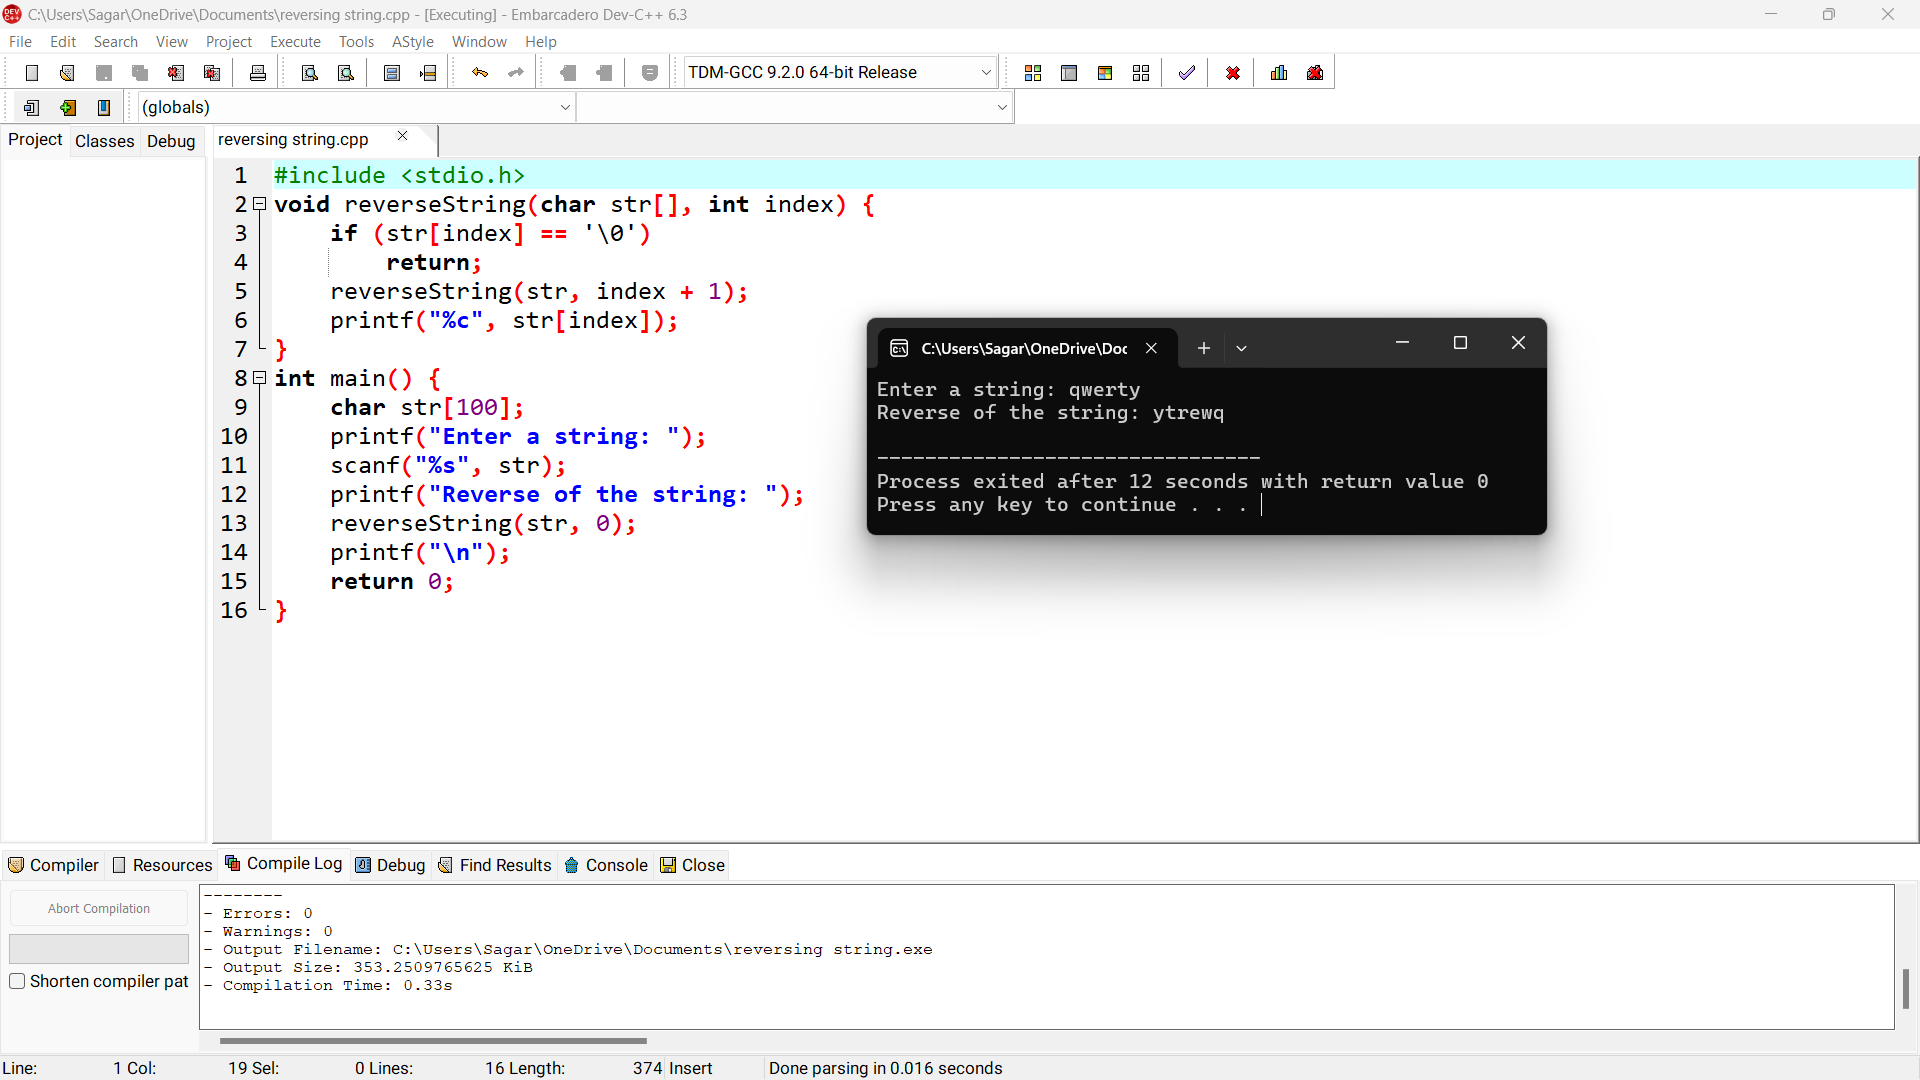 C:\Users\Sagar\OneDrive\Documents\reversing string.cpp - [Executing] - Embarcadero Dev-C++ 6.3
File Edit Search View Project Execute Tools AStyle Window Help
TDM-GCC 9.2.0 64-bit Release
(globals)
Project Classes Debug
reversing string.cpp
1 #include <stdio.h>
2 void reverseString(char str[], int index) {
3     if (str[index] == '\0')
4         return;
5     reverseString(str, index + 1);
6     printf("%c", str[index]);
7 }
8 int main() {
9     char str[100];
10     printf("Enter a string: ");
11     scanf("%s", str);
12     printf("Reverse of the string: ");
13     reverseString(str, 0);
14     printf("\n");
15     return 0;
16 }
C:\Users\Sagar\OneDrive\Doc
Enter a string: qwerty
Reverse of the string: ytrewq
--------------------------------
Process exited after 12 seconds with return value 0
Press any key to continue . . .
Compiler Resources Compile Log Debug Find Results Console Close
Abort Compilation
Shorten compiler pat
--------
- Errors: 0
- Warnings: 0
- Output Filename: C:\Users\Sagar\OneDrive\Documents\reversing string.exe
- Output Size: 353.2509765625 KiB
- Compilation Time: 0.33s
Line: 1 Col: 19 Sel: 0 Lines: 16 Length: 374 Insert Done parsing in 0.016 seconds